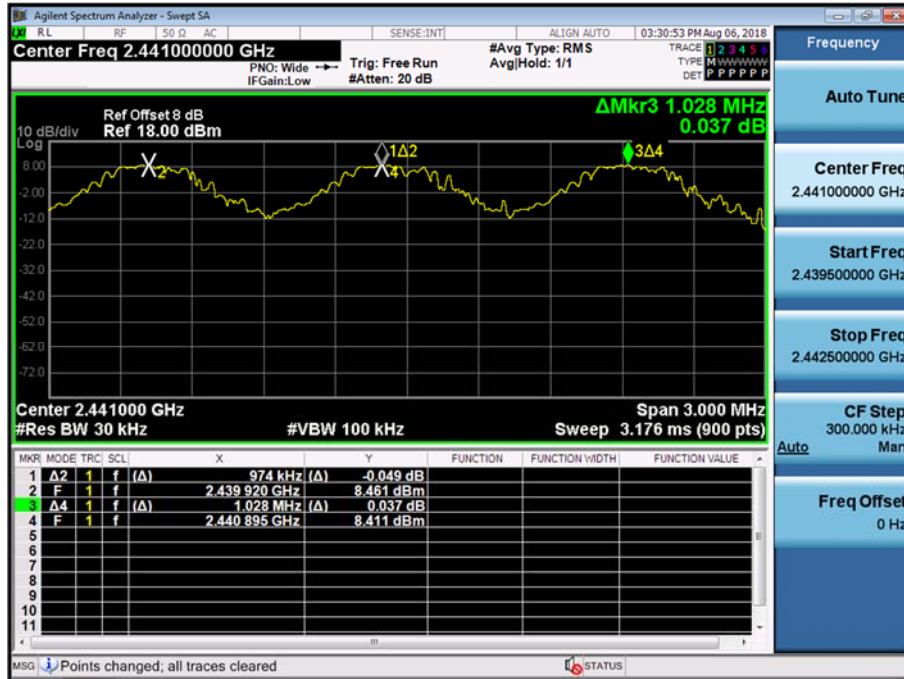 Agilent Spectrum Analyzer - Swept SA
RL RF 50 Ω AC SENSE:INT ALIGN AUTO 03:30:53 PM Aug 06, 2018
Center Freq 2.441000000 GHz
PNO: Wide
IFGain:Low
Trig: Free Run
#Atten: 20 dB
#Avg Type: RMS
Avg|Hold: 1/1
TRACE 1 2 3 4 5 6
TYPE M W W W W W
DET P P P P P P
ΔMkr3 1.028 MHz
0.037 dB
Ref Offset 8 dB
10 dB/div Ref 18.00 dBm
Log
8.00
-2.00
-12.0
-22.0
-32.0
-42.0
-52.0
-62.0
-72.0
2
1Δ2
4
3Δ4
Center 2.441000 GHz Span 3.000 MHz
#Res BW 30 kHz #VBW 100 kHz Sweep 3.176 ms (900 pts)
MKR MODE TRC SCL X Y FUNCTION FUNCTION WIDTH FUNCTION VALUE
1 Δ2 1 f (Δ) 974 kHz (Δ) -0.049 dB
2 F 1 f 2.439 920 GHz 8.461 dBm
3 Δ4 1 f (Δ) 1.028 MHz (Δ) 0.037 dB
4 F 1 f 2.440 895 GHz 8.411 dBm
5
6
7
8
9
10
11
MSG Points changed; all traces cleared STATUS
Frequency
Auto Tune
Center Freq
2.441000000 GHz
Start Freq
2.439500000 GHz
Stop Freq
2.442500000 GHz
CF Step
300.000 kHz
Auto Man
Freq Offset
0 Hz